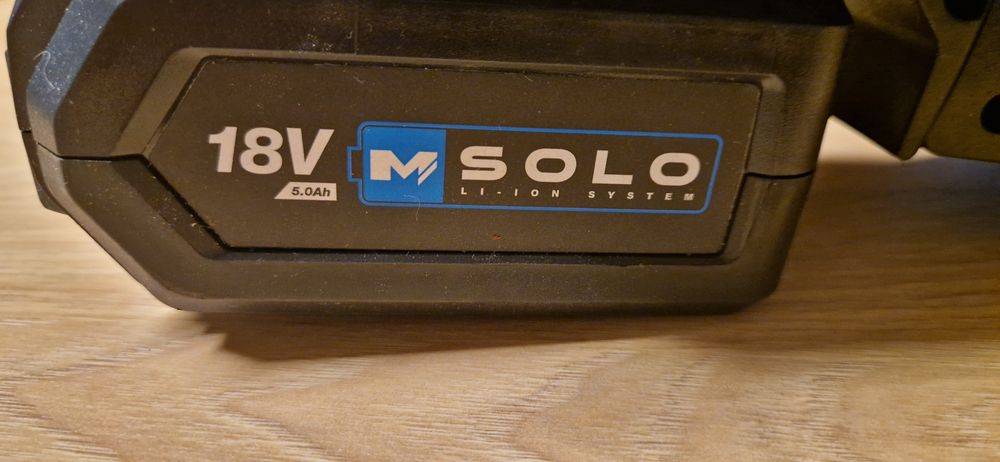 18V
5.0Ah
M SOLO
LI-ION SYSTEM